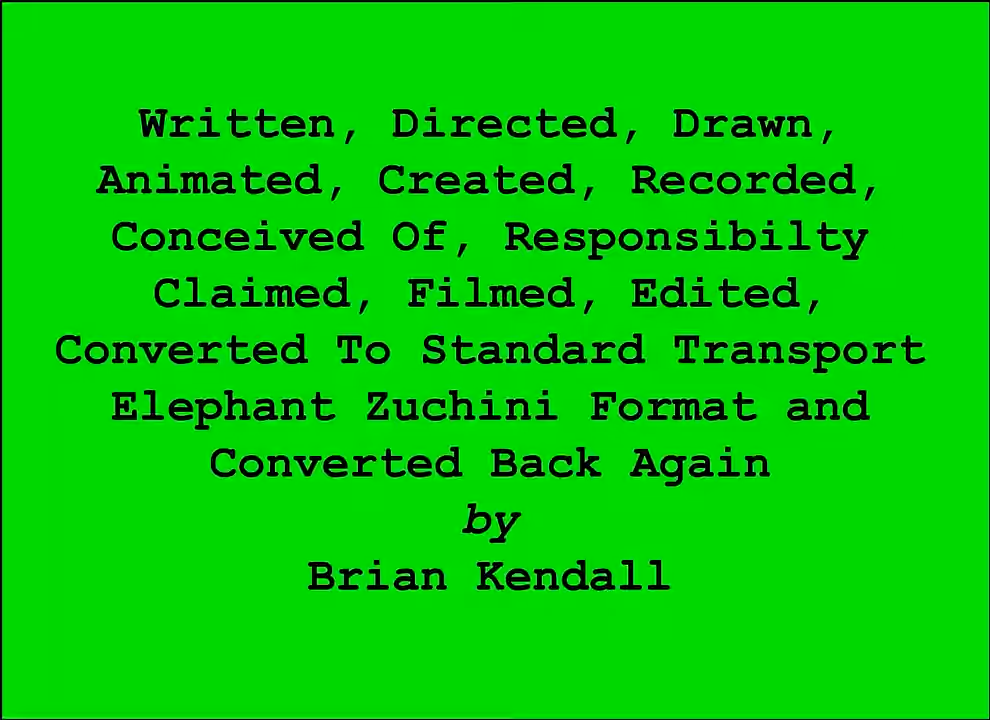 Written, Directed, Drawn,
Animated, Created, Recorded,
Conceived Of, Responsibilty
Claimed, Filmed, Edited,
Converted To Standard Transport
Elephant Zuchini Format and
Converted Back Again
by
Brian Kendall